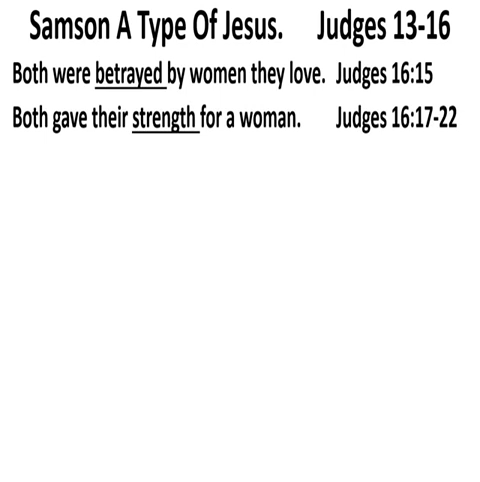 Samson A Type Of Jesus. Judges 13-16
Both were betrayed by women they love. Judges 16:15
Both gave their strength for a woman. Judges 16:17-22